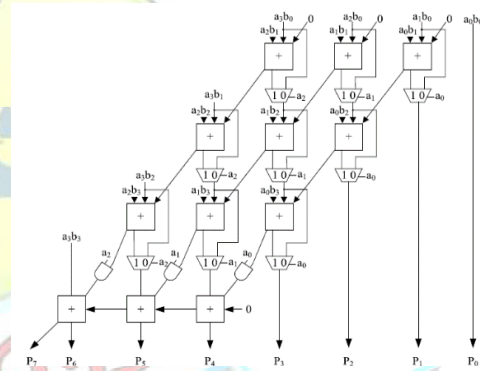 a₃b₀ 0 a₂b₀ 0 a₁b₀ 0 a₀b₀
a₂b₁ a₁b₁ a₀b₁
+ + +
1 0 a₂ 1 0 a₁ 1 0 a₀
a₃b₁
a₂b₂ a₁b₂ a₀b₂
+ + +
1 0 a₂ 1 0 a₁ 1 0 a₀
a₃b₂
a₂b₃ a₁b₃ a₀b₃
+ + +
a₃b₃ a₂ a₁ a₀
1 0 a₂ 1 0 a₁ 1 0 a₀
+ + + 0
P₇ P₆ P₅ P₄ P₃ P₂ P₁ P₀